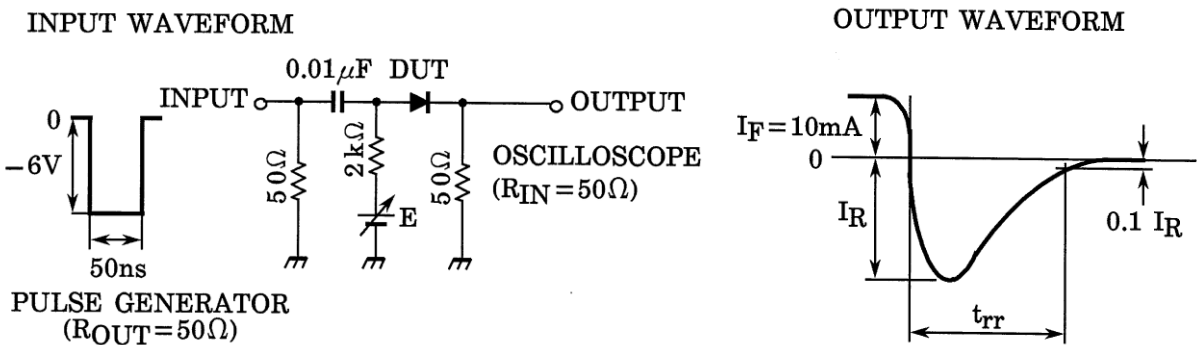 INPUT WAVEFORM
0
−6V
50ns
PULSE GENERATOR
(ROUT=50Ω)
0.01μF DUT
INPUT
OUTPUT
50Ω
2kΩ
E
50Ω
OSCILLOSCOPE
(RIN=50Ω)
OUTPUT WAVEFORM
IF=10mA
0
IR
0.1 IR
trr